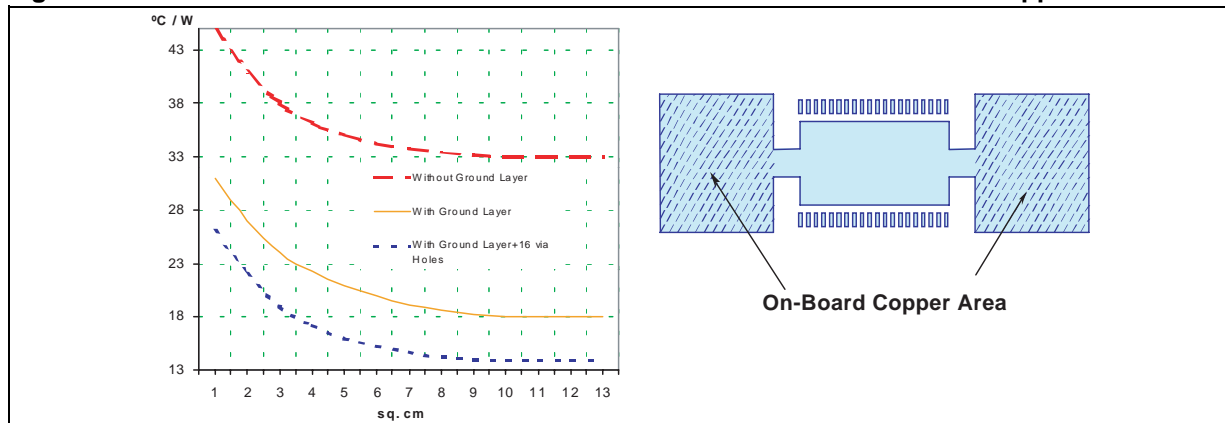 ºC / W
43
38
33
28
23
18
13
Without Ground Layer
With Ground Layer
With Ground Layer+16 via
Holes
1 2 3 4 5 6 7 8 9 10 11 12 13
sq. cm
On-Board Copper Area